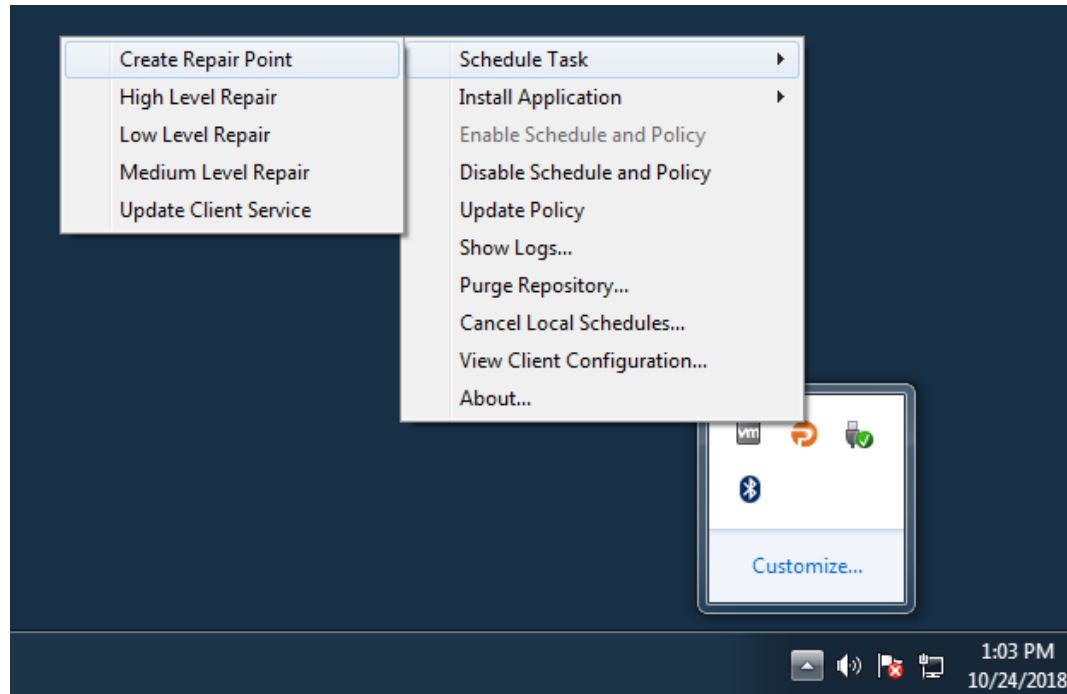 Create Repair Point
High Level Repair
Low Level Repair
Medium Level Repair
Update Client Service
Schedule Task
Install Application
Enable Schedule and Policy
Disable Schedule and Policy
Update Policy
Show Logs...
Purge Repository...
Cancel Local Schedules...
View Client Configuration...
About...
vm
Customize...
1:03 PM
10/24/2018